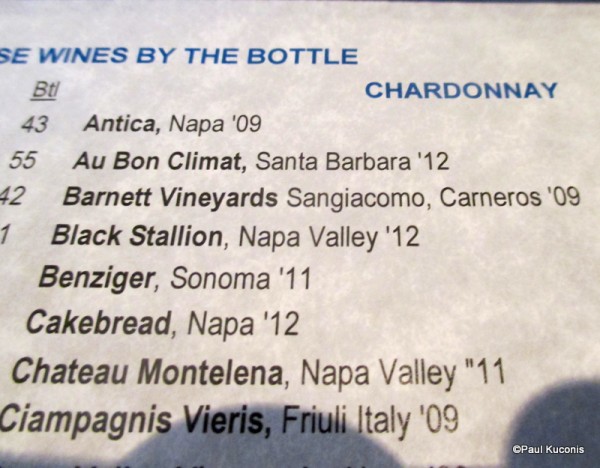 SE WINES BY THE BOTTLE
Btl CHARDONNAY
43 Antica, Napa '09
55 Au Bon Climat, Santa Barbara '12
42 Barnett Vineyards Sangiacomo, Carneros '09
1 Black Stallion, Napa Valley '12
Benziger, Sonoma '11
Cakebread, Napa '12
Chateau Montelena, Napa Valley "11
Ciampagnis Vieris, Friuli Italy '09
©Paul Kuconis